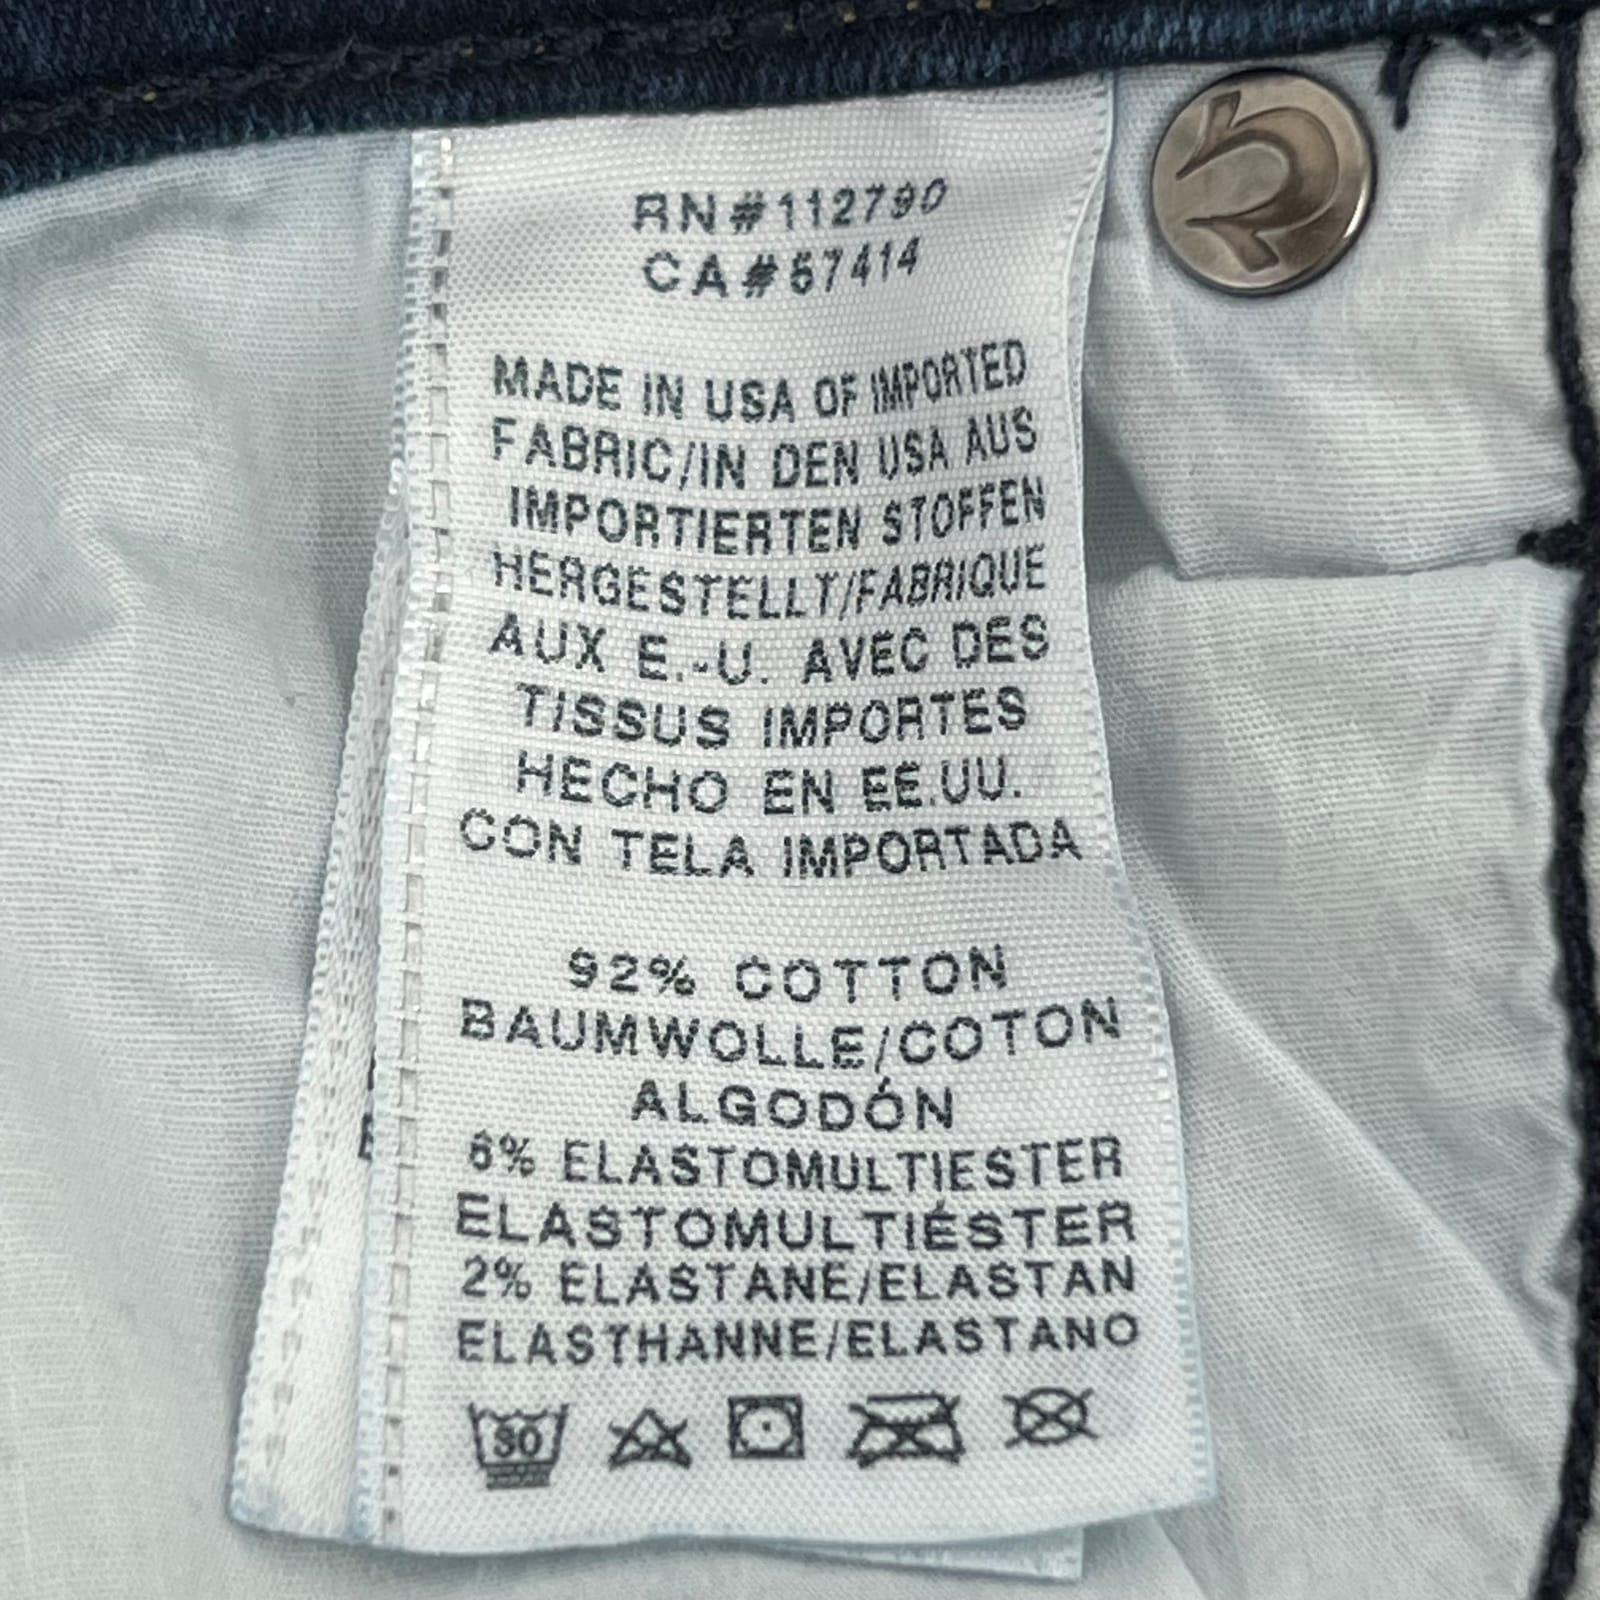 RN#112790
CA#57414
MADE IN USA OF IMPORTED
FABRIC/IN DEN USA AUS
IMPORTIERTEN STOFFEN
HERGESTELLT/FABRIQUE
AUX E.-U. AVEC DES
TISSUS IMPORTES
HECHO EN EE.UU.
CON TELA IMPORTADA
92% COTTON
BAUMWOLLE/COTON
ALGODÓN
6% ELASTOMULTIESTER
ELASTOMULTIÉSTER
2% ELASTANE/ELASTAN
ELASTHANNE/ELASTANO
30